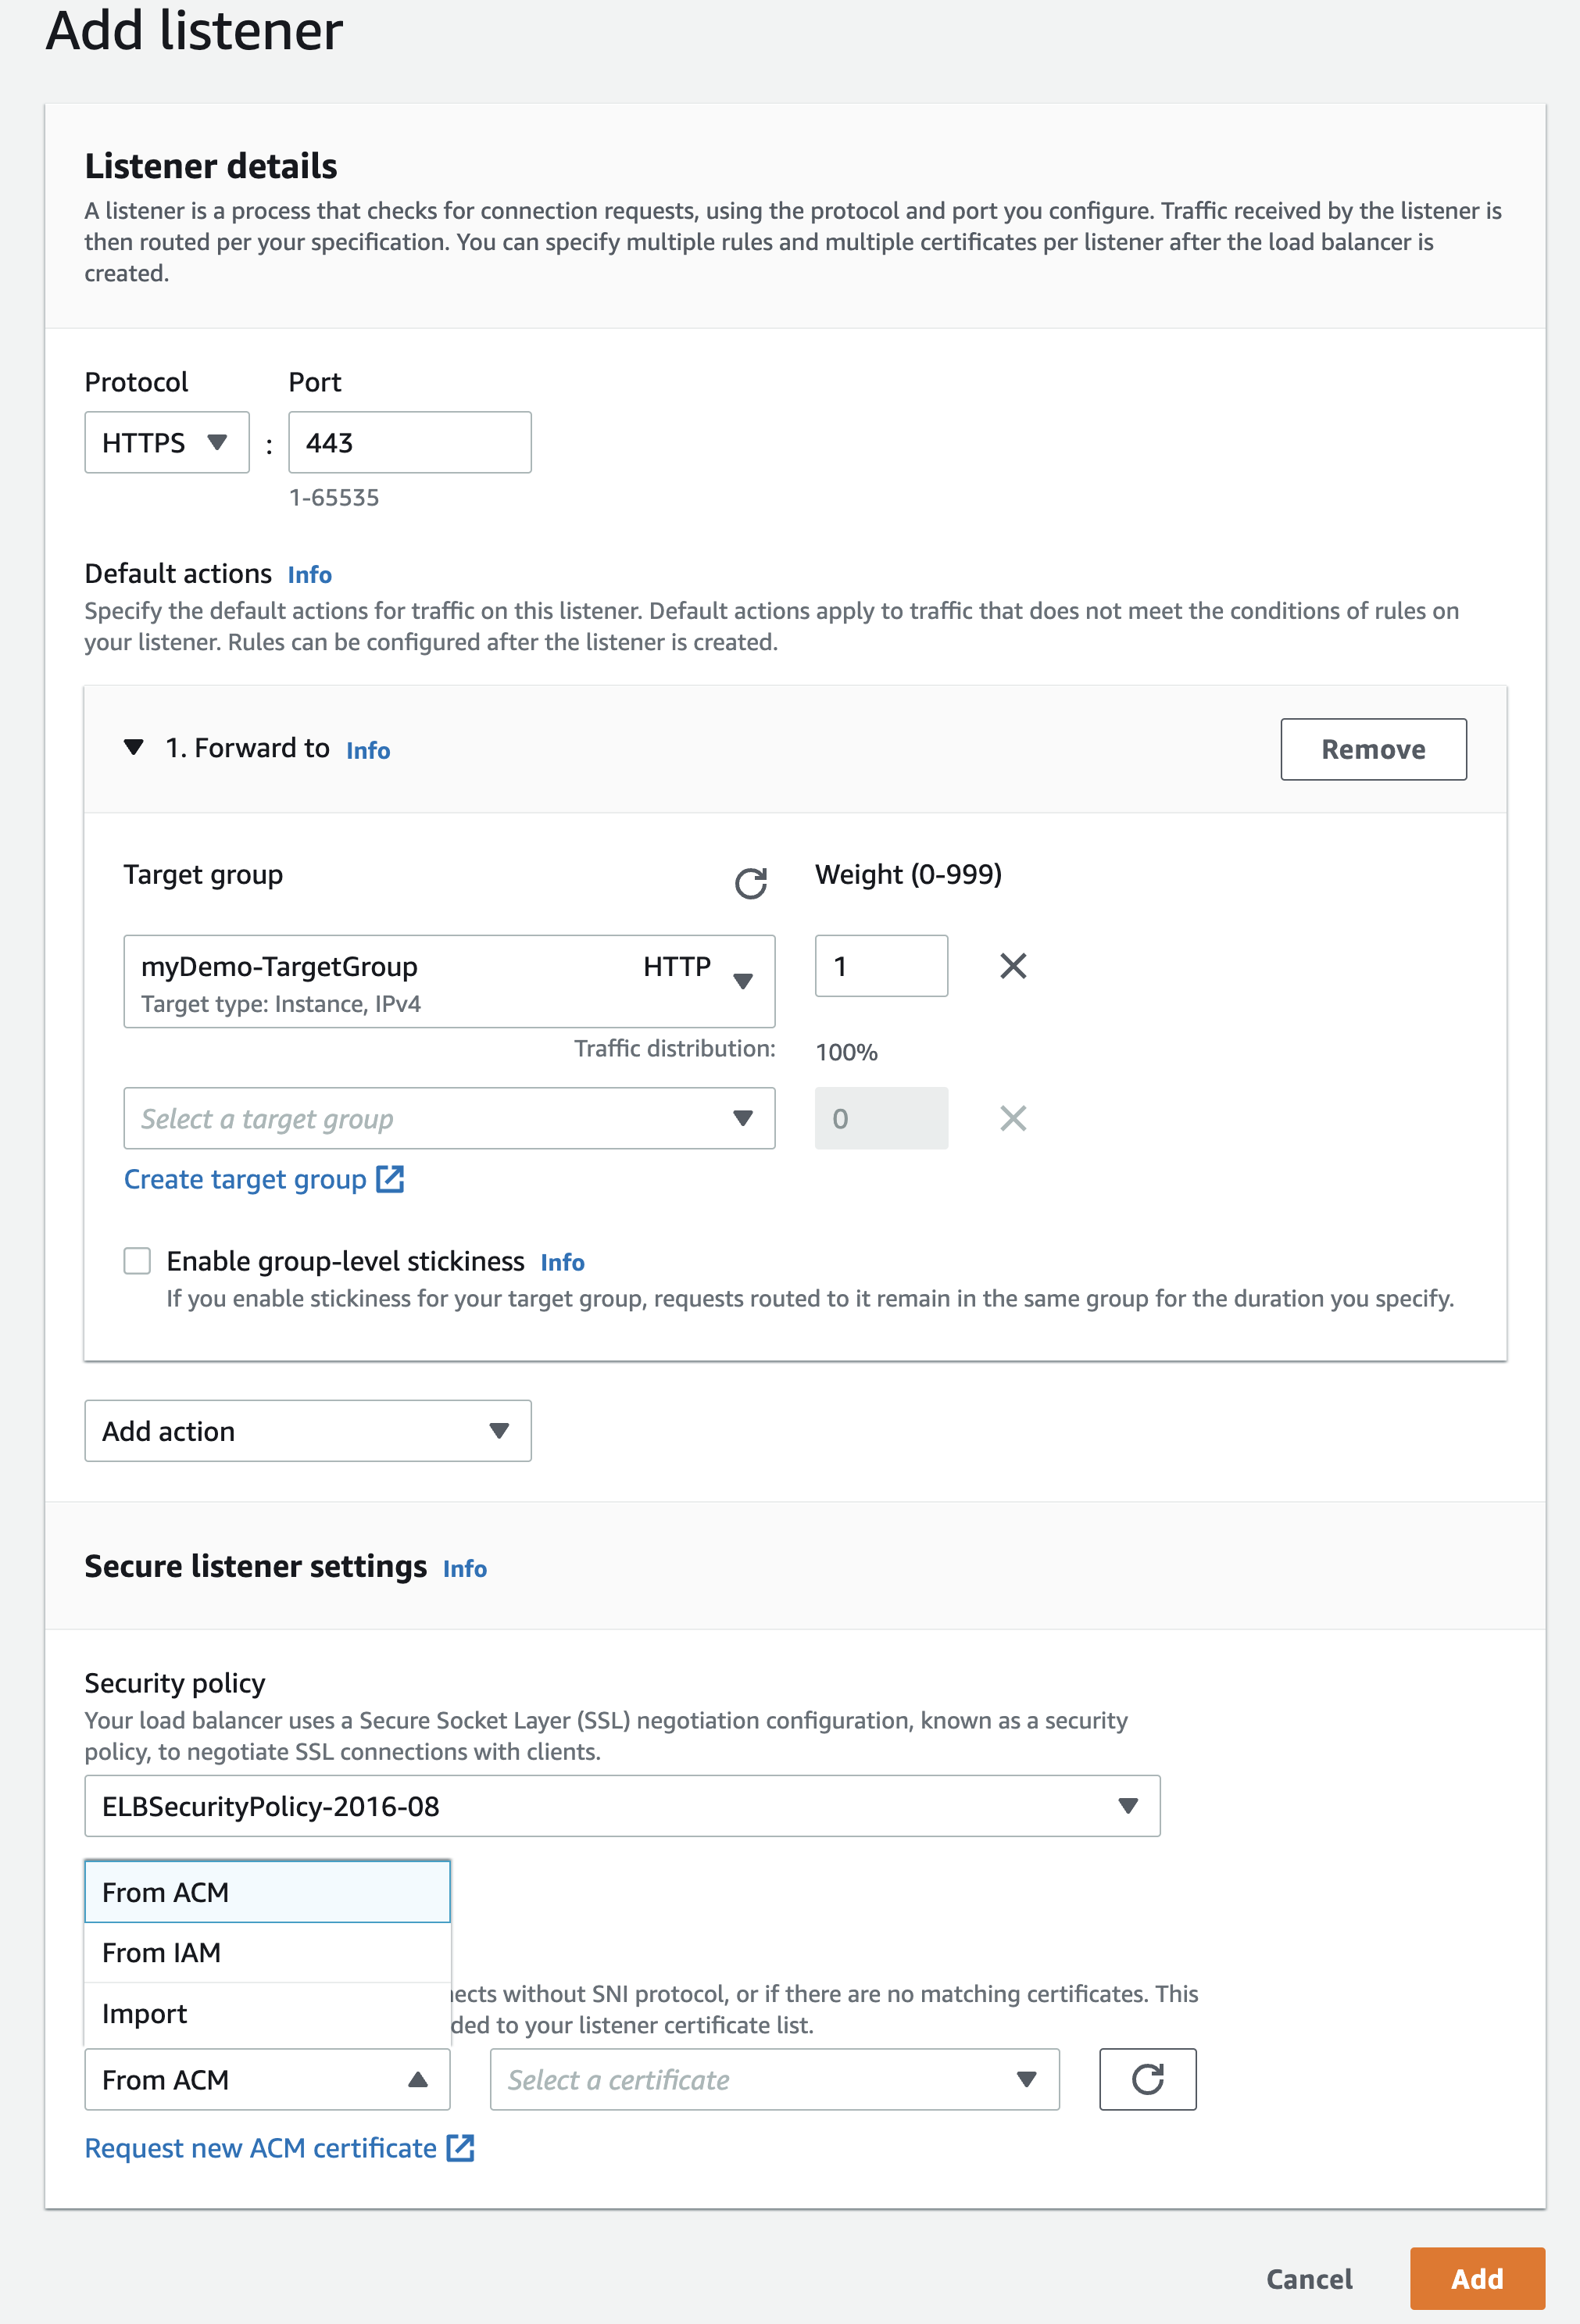 Add listener
Listener details
A listener is a process that checks for connection requests, using the protocol and port you configure. Traffic received by the listener is
then routed per your specification. You can specify multiple rules and multiple certificates per listener after the load balancer is
created.
Protocol Port
HTTPS : 443
1-65535
Default actions Info
Specify the default actions for traffic on this listener. Default actions apply to traffic that does not meet the conditions of rules on
your listener. Rules can be configured after the listener is created.
1. Forward to Info Remove
Target group Weight (0-999)
myDemo-TargetGroup HTTP 1
Target type: Instance, IPv4
Traffic distribution: 100%
Select a target group 0
Create target group
Enable group-level stickiness Info
If you enable stickiness for your target group, requests routed to it remain in the same group for the duration you specify.
Add action
Secure listener settings Info
Security policy
Your load balancer uses a Secure Socket Layer (SSL) negotiation configuration, known as a security
policy, to negotiate SSL connections with clients.
ELBSecurityPolicy-2016-08
From ACM
From IAM
without SNI protocol, or if there are no matching certificates. This
Import
to your listener certificate list.
From ACM Select a certificate
Request new ACM certificate
Cancel Add